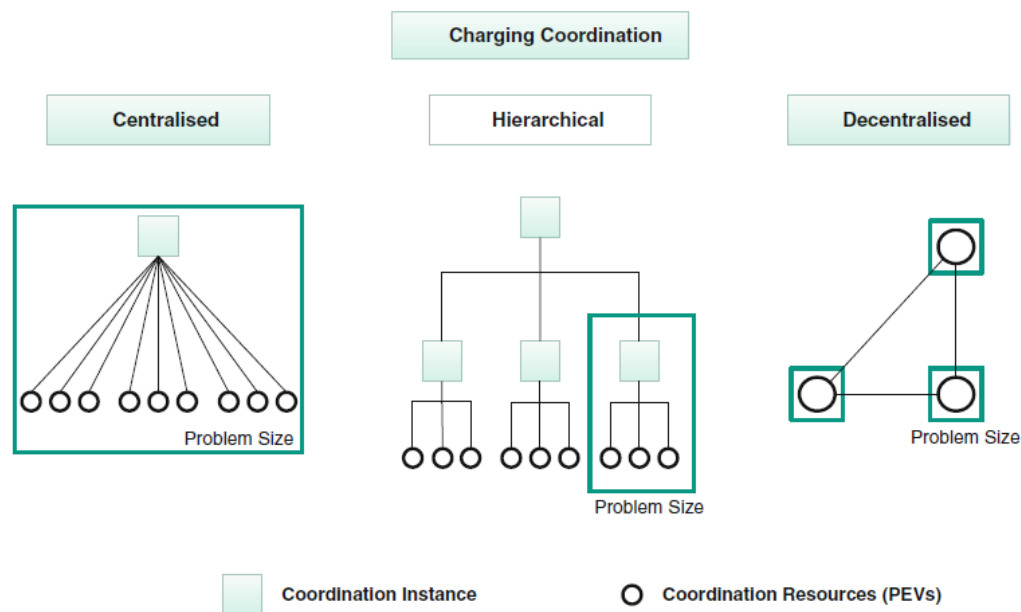 Charging Coordination
Centralised
Hierarchical
Decentralised
Problem Size
Problem Size
Problem Size
Coordination Instance
Coordination Resources (PEVs)